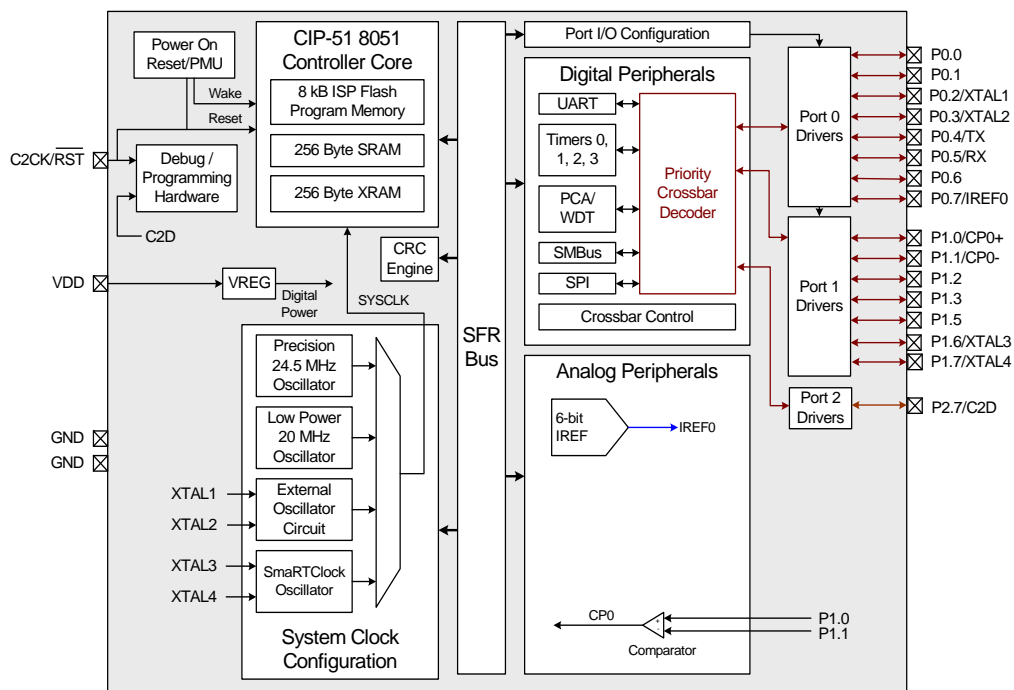 Power On
Reset/PMU
Wake
Reset
C2CK/RST
Debug /
Programming
Hardware
C2D
VDD
VREG
Digital
Power
GND
GND
CIP-51 8051
Controller Core
8 kB ISP Flash
Program Memory
256 Byte SRAM
256 Byte XRAM
CRC
Engine
SYSCLK
Precision
24.5 MHz
Oscillator
Low Power
20 MHz
Oscillator
XTAL1
XTAL2
External
Oscillator
Circuit
XTAL3
XTAL4
SmaRTClock
Oscillator
System Clock
Configuration
SFR
Bus
Port I/O Configuration
Digital Peripherals
UART
Timers 0,
1, 2, 3
PCA/
WDT
SMBus
SPI
Priority
Crossbar
Decoder
Crossbar Control
Analog Peripherals
6-bit
IREF
IREF0
CP0
+
-
Comparator
P1.0
P1.1
Port 0
Drivers
Port 1
Drivers
Port 2
Drivers
P0.0
P0.1
P0.2/XTAL1
P0.3/XTAL2
P0.4/TX
P0.5/RX
P0.6
P0.7/IREF0
P1.0/CP0+
P1.1/CP0-
P1.2
P1.3
P1.5
P1.6/XTAL3
P1.7/XTAL4
P2.7/C2D